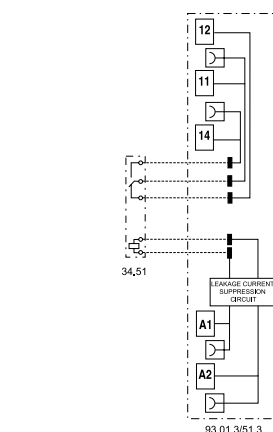 12
11
14
34.51
LEAKAGE CURRENT
SUPPRESSION
CIRCUIT
A1
A2
93.01.3/51.3